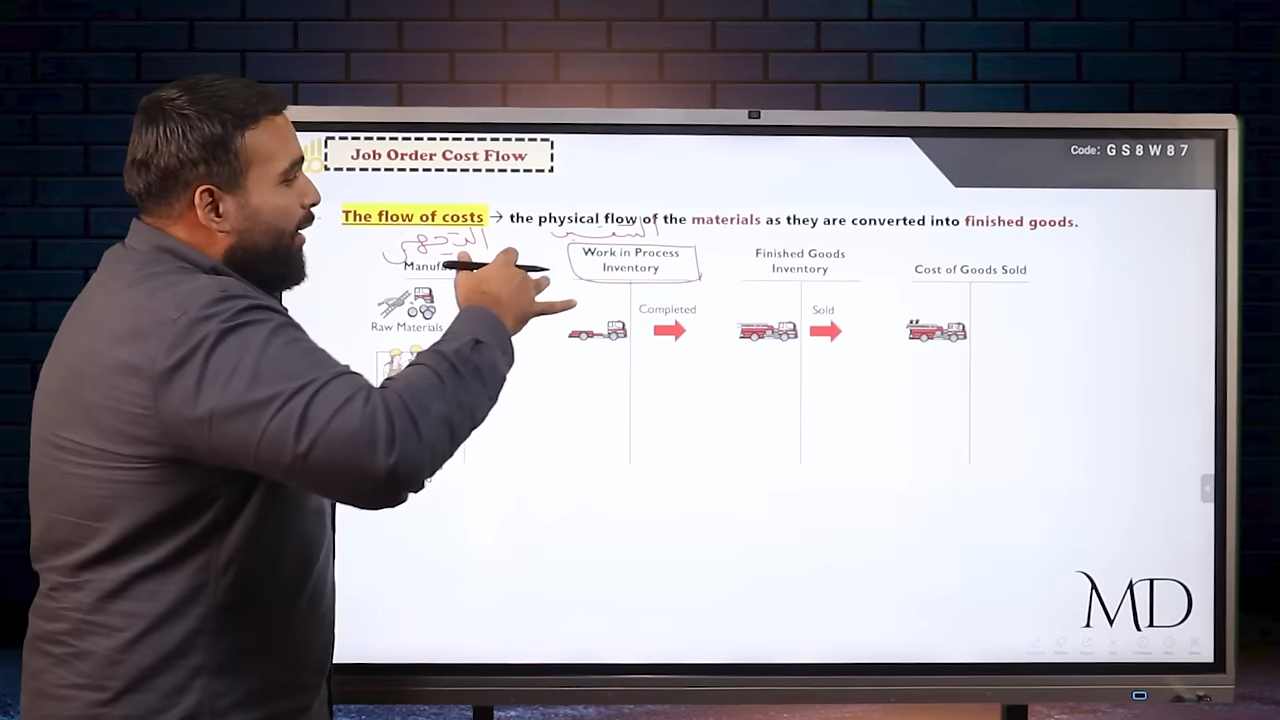 Job Order Cost Flow
Code: G S 8 W 8 7
The flow of costs → the physical flow of the materials as they are converted into finished goods.
Work in Process
Inventory
Finished Goods
Inventory
Cost of Goods Sold
Completed
Sold
Raw Materials
MD